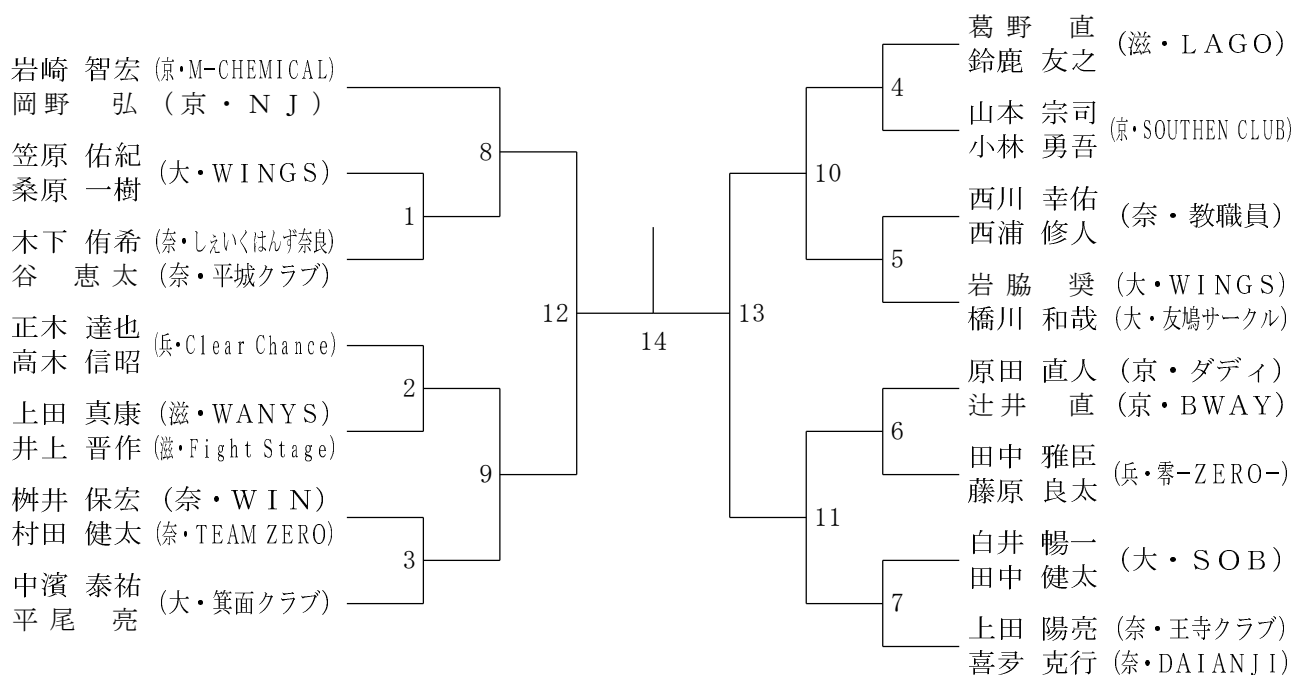 岩崎 智宏 (京・M-CHEMICAL)
岡野 弘 (京・NJ)
笠原 佑紀 (大・WINGS)
桑原 一樹
木下 侑希 (奈・しぇいくはんず奈良)
谷 恵太 (奈・平城クラブ)
正木 達也 (兵・Clear Chance)
高木 信昭
上田 真康 (滋・WANYS)
井上 晋作 (滋・Fight Stage)
桝井 保宏 (奈・WIN)
村田 健太 (奈・TEAM ZERO)
中濱 泰祐 (大・箕面クラブ)
平尾 亮
8
1
2
9
3
12
14
13
10
11
4
5
6
7
葛野 直 (滋・LAGO)
鈴鹿 友之
山本 宗司 (京・SOUTHEN CLUB)
小林 勇吾
西川 幸佑 (奈・教職員)
西浦 修人
岩脇 奨 (大・WINGS)
橋川 和哉 (大・友鳩サークル)
原田 直人 (京・ダディ)
辻井 直 (京・BWAY)
田中 雅臣 (兵・零-ZERO-)
藤原 良太
白井 暢一 (大・SOB)
田中 健太
上田 陽亮 (奈・王寺クラブ)
喜夛 克行 (奈・DAIANJI)